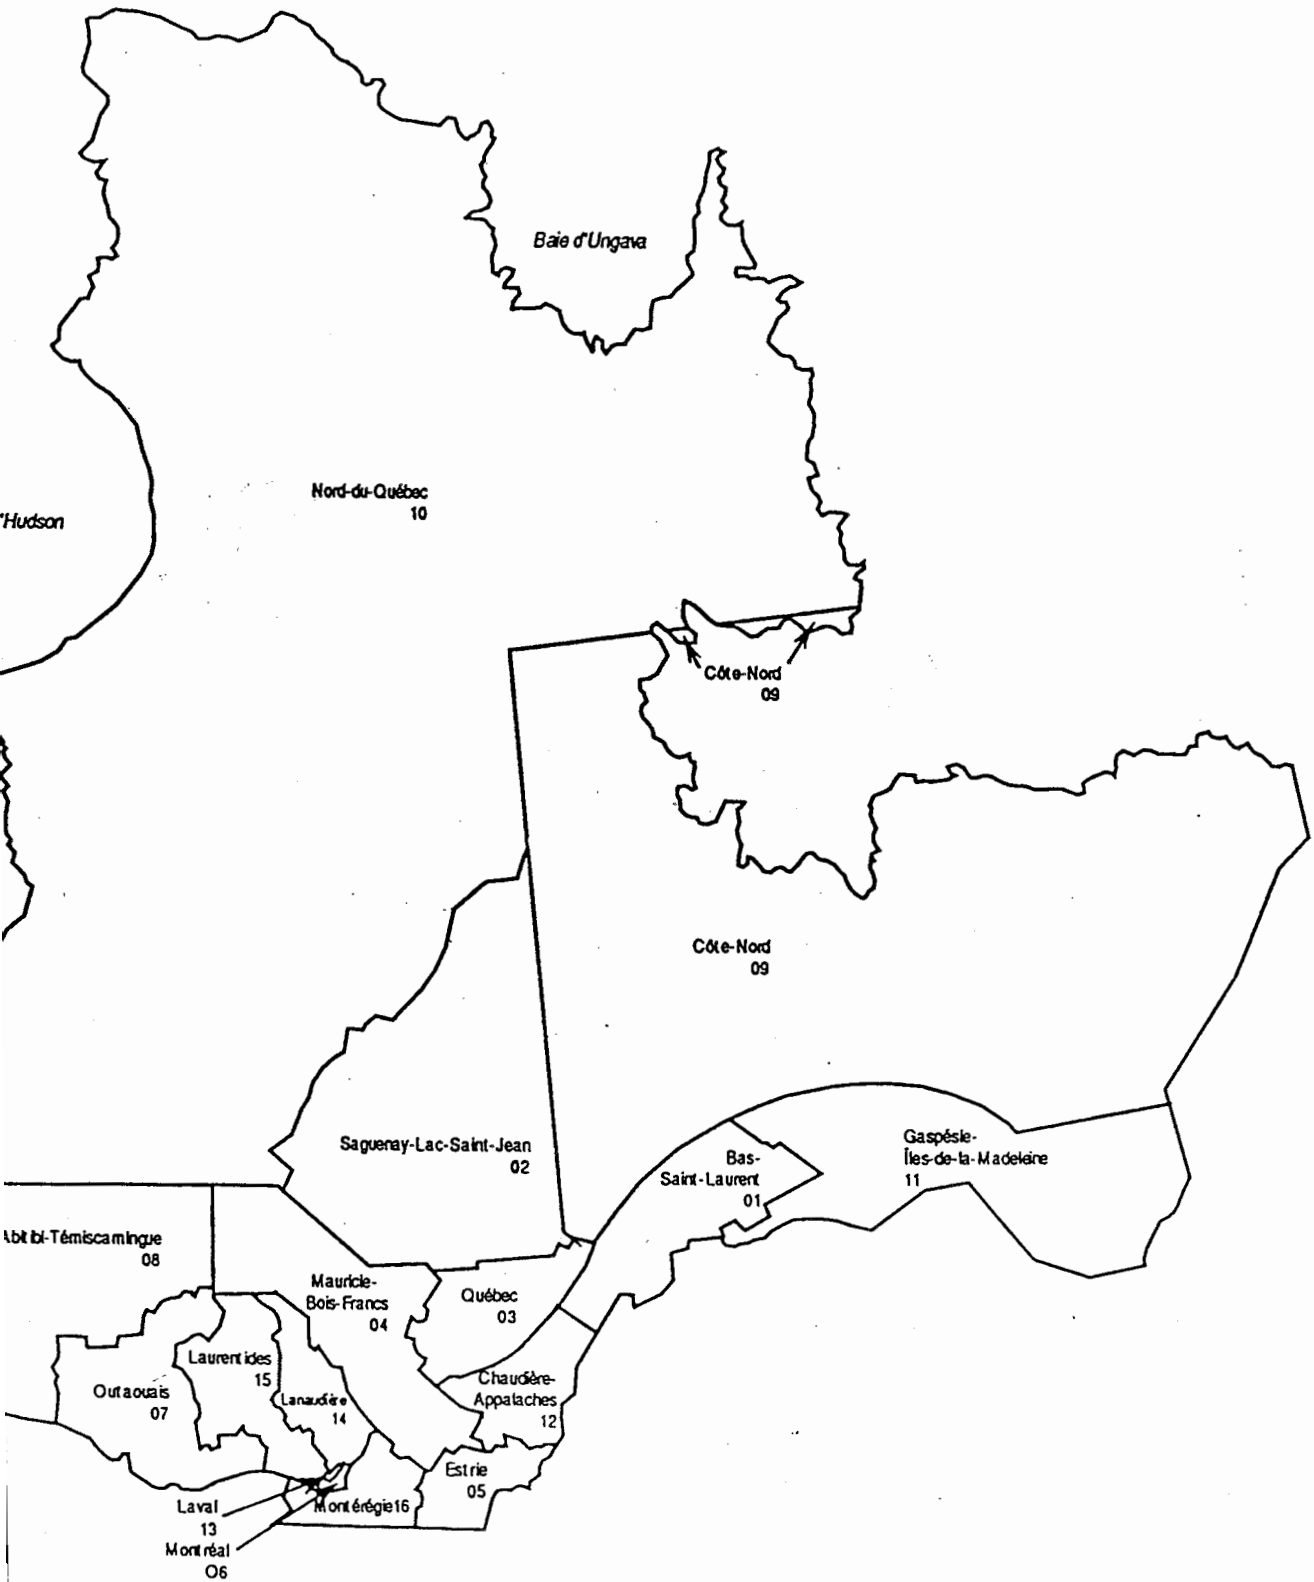 Baie d'Ungava
Nord-du-Québec
10
'Hudson
Côte-Nord
09
Côte-Nord
09
Saguenay-Lac-Saint-Jean
02
Bas-
Saint-Laurent
01
Gaspésie-
Îles-de-la-Madeleine
11
Abitibi-Témiscamingue
08
Mauricie-
Bois-Francs
04
Québec
03
Laurentides
15
Outaouais
07
Lanaudière
14
Chaudière-
Appalaches
12
Estrie
05
Laval
13
Montérégie16
Montréal
O6